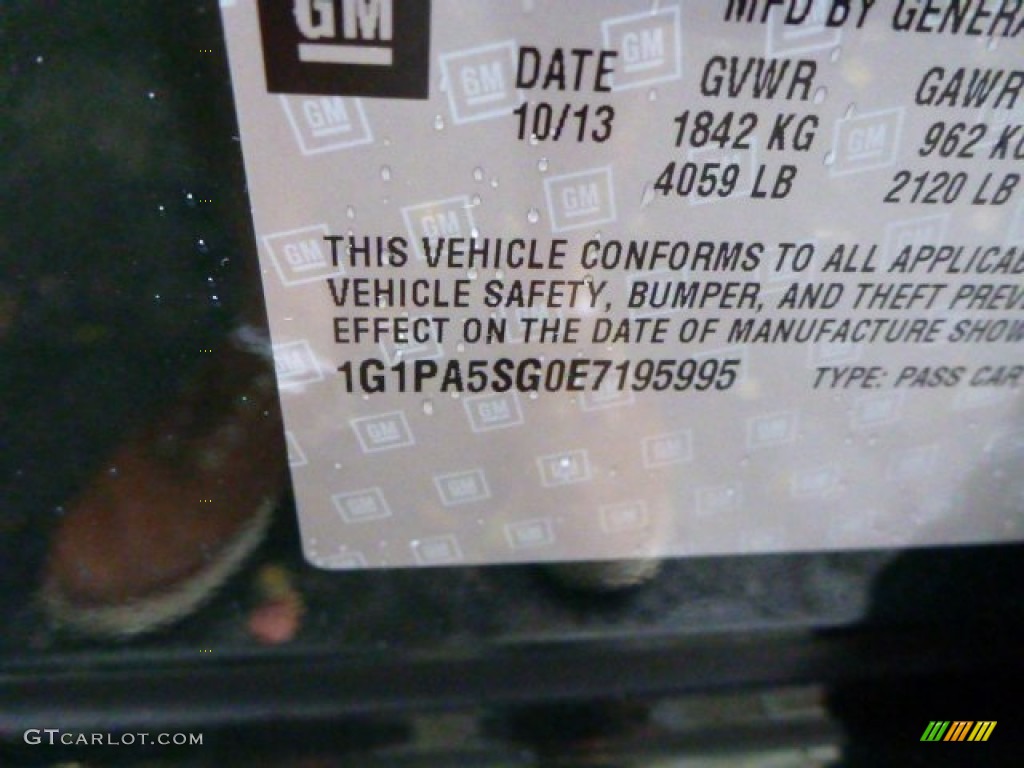 GM
MFD BY GENERA
DATE GVWR GAWR
10/13 1842 KG 962 KG
4059 LB 2120 LB
THIS VEHICLE CONFORMS TO ALL APPLICAB
VEHICLE SAFETY, BUMPER, AND THEFT PREV
EFFECT ON THE DATE OF MANUFACTURE SHOW
1G1PA5SG0E7195995 TYPE: PASS CAR
GTCARLOT.COM